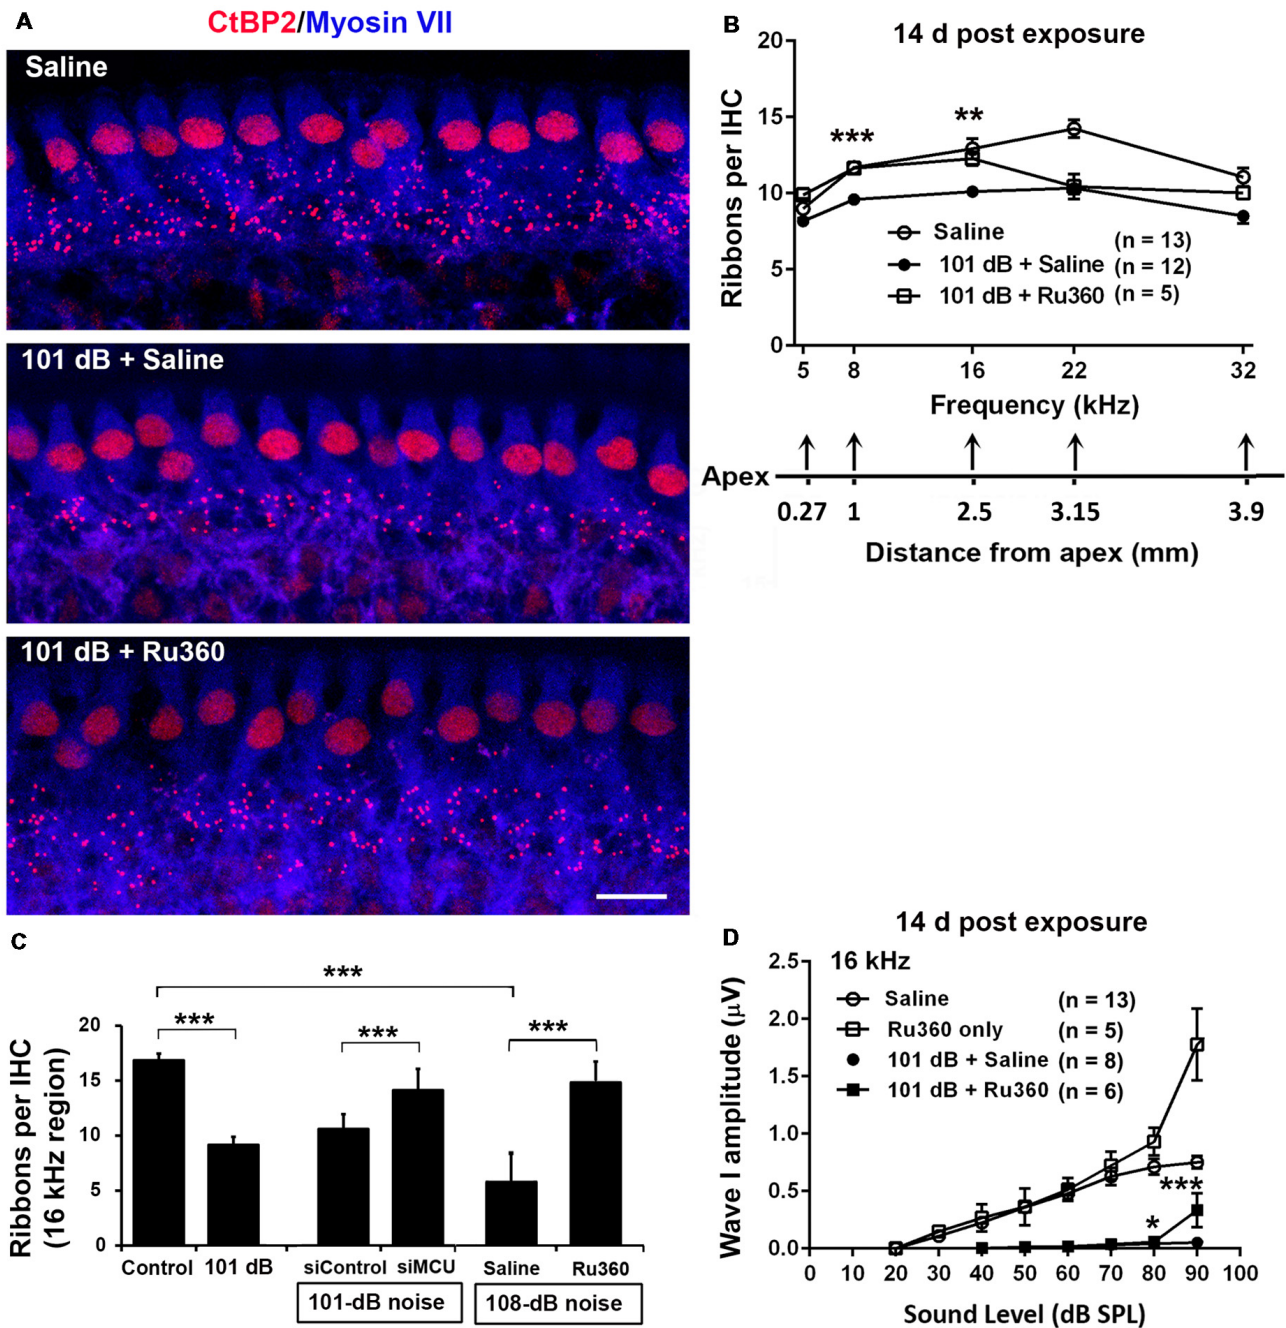 A
CtBP2/Myosin VII
Saline
101 dB + Saline
101 dB + Ru360
B
14 d post exposure
Ribbons per IHC
20
15
10
5
0
***
**
Saline (n = 13)
101 dB + Saline (n = 12)
101 dB + Ru360 (n = 5)
5 8 16 22 32
Frequency (kHz)
Apex
0.27 1 2.5 3.15 3.9
Distance from apex (mm)
C
Ribbons per IHC
(16 kHz region)
20
15
10
5
0
***
*** *** ***
Control 101 dB siControl siMCU Saline Ru360
101-dB noise 108-dB noise
D
14 d post exposure
16 kHz
Wave I amplitude (μV)
2.5
2.0
1.5
1.0
0.5
0.0
Saline (n = 13)
Ru360 only (n = 5)
101 dB + Saline (n = 8)
101 dB + Ru360 (n = 6)
***
*
0 10 20 30 40 50 60 70 80 90 100
Sound Level (dB SPL)